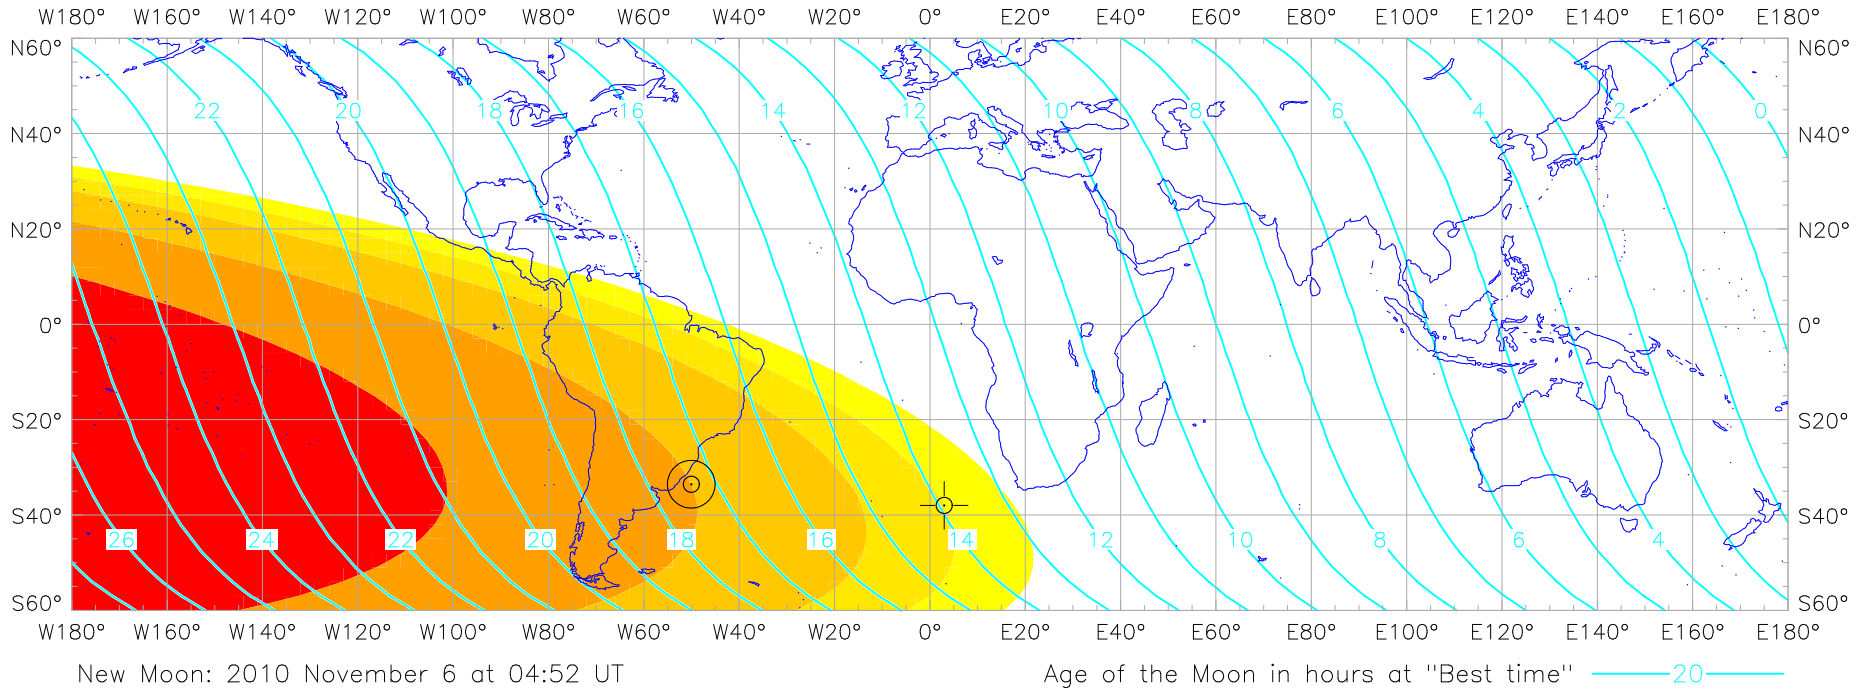 W180° W160° W140° W120° W100° W80° W60° W40° W20° 0° E20° E40° E60° E80° E100° E120° E140° E160° E180°
N60° N60°
22 20 18 16 14 12 10 8 6 4 2 0
N40° N40°
N20° N20°
0° 0°
S20° S20°
S40° S40°
26 24 22 20 18 16 14 12 10 8 6 4
S60° S60°
W180° W160° W140° W120° W100° W80° W60° W40° W20° 0° E20° E40° E60° E80° E100° E120° E140° E160° E180°
New Moon: 2010 November 6 at 04:52 UT Age of the Moon in hours at "Best time" 20